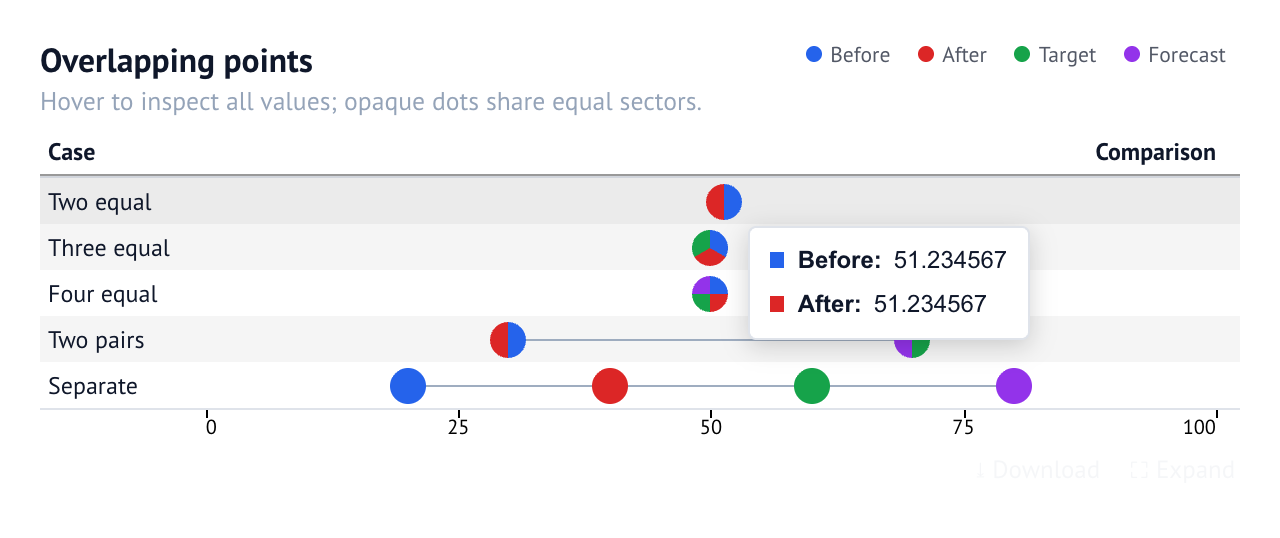 Overlapping points
Before After Target Forecast
Hover to inspect all values; opaque dots share equal sectors.
Case Comparison
Two equal
Three equal
Before: 51.234567
Four equal
After: 51.234567
Two pairs
Separate
0 25 50 75 100
↓ Download Expand